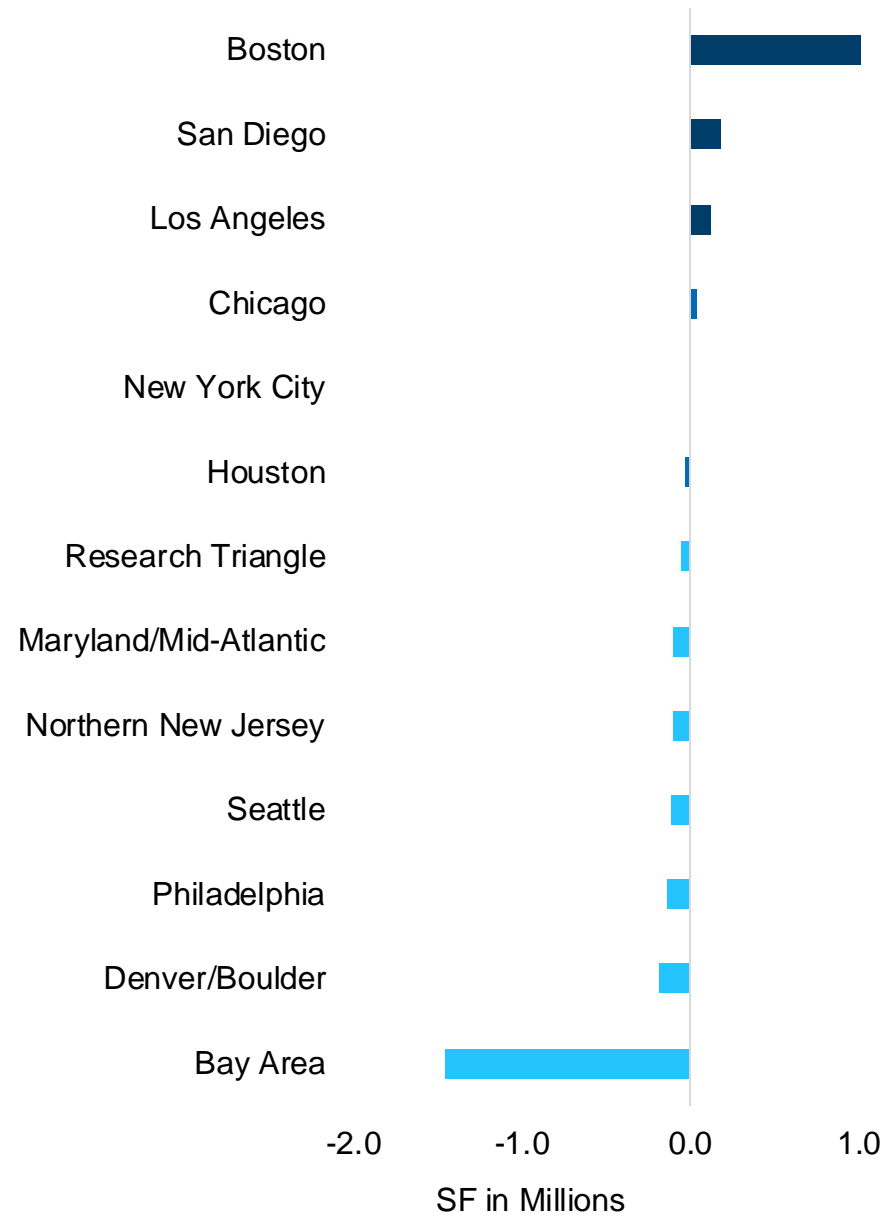 Boston
San Diego
Los Angeles
Chicago
New York City
Houston
Research Triangle
Maryland/Mid-Atlantic
Northern New Jersey
Seattle
Philadelphia
Denver/Boulder
Bay Area
-2.0 -1.0 0.0 1.0
SF in Millions